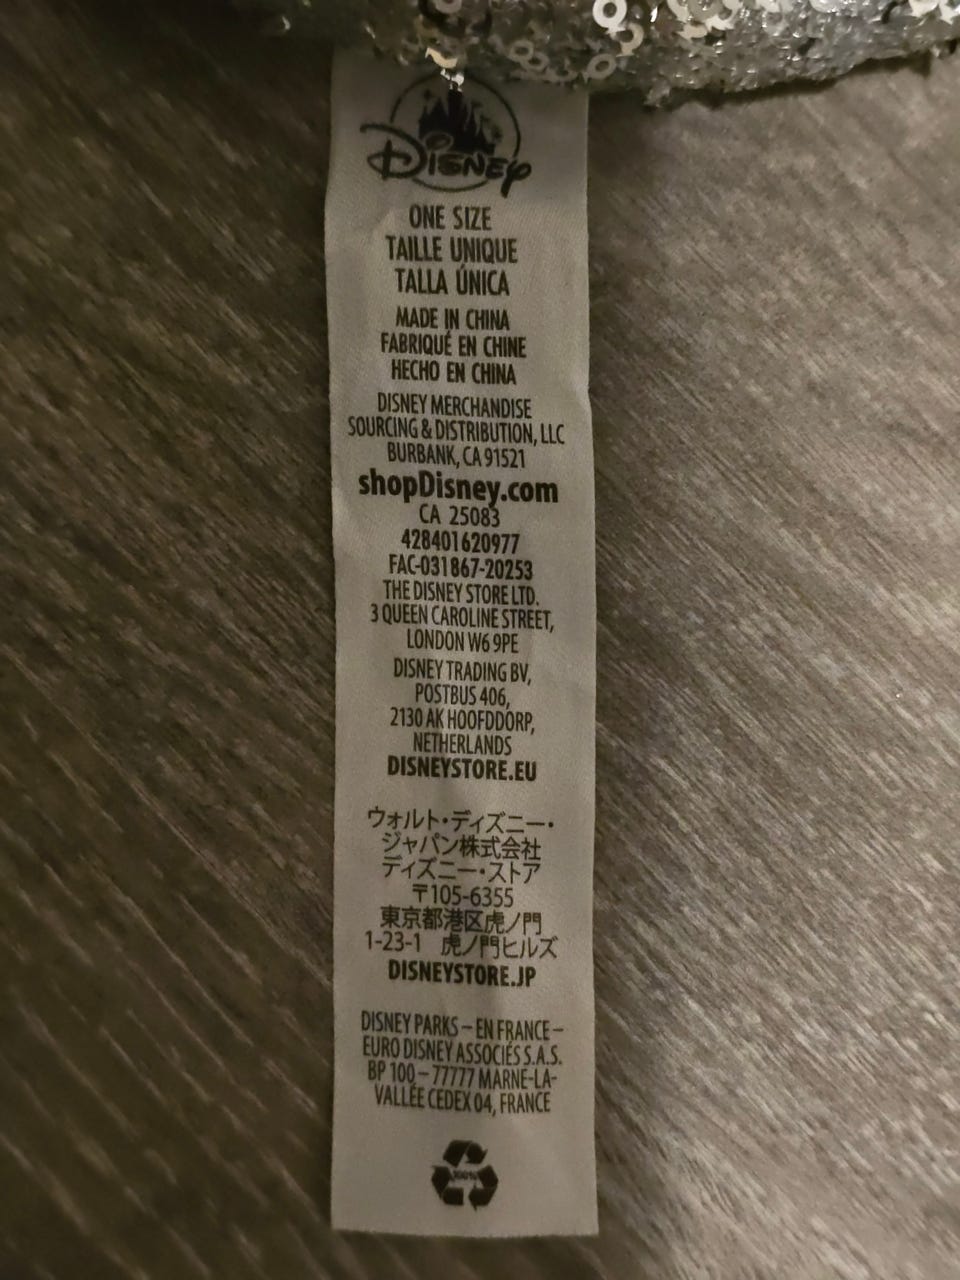 Disney
ONE SIZE
TAILLE UNIQUE
TALLA ÚNICA
MADE IN CHINA
FABRIQUÉ EN CHINE
HECHO EN CHINA
DISNEY MERCHANDISE
SOURCING & DISTRIBUTION, LLC
BURBANK, CA 91521
shopDisney.com
CA 25083
428401620977
FAC-031867-20253
THE DISNEY STORE LTD.
3 QUEEN CAROLINE STREET,
LONDON W6 9PE
DISNEY TRADING BV,
POSTBUS 406,
2130 AK HOOFDDORP,
NETHERLANDS
DISNEYSTORE.EU
ウォルト・ディズニー・
ジャパン株式会社
ディズニー・ストア
〒105-6355
東京都港区虎ノ門
1-23-1 虎ノ門ヒルズ
DISNEYSTORE.JP
DISNEY PARKS – EN FRANCE –
EURO DISNEY ASSOCIÉS S.A.S.
BP 100 – 77777 MARNE-LA-
VALLÉE CEDEX 04, FRANCE
100%